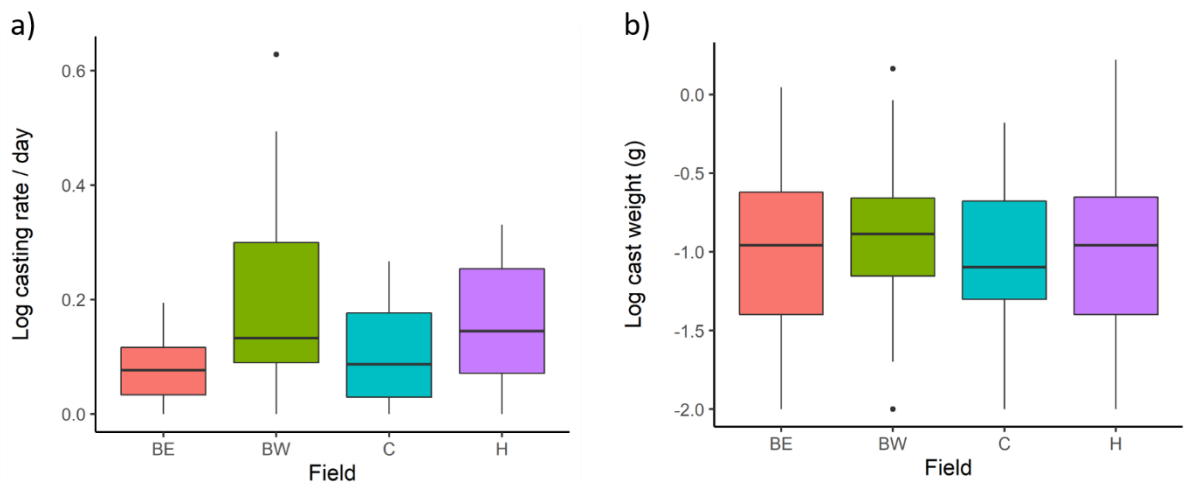 a)
Log casting rate / day
0.6
0.4
0.2
0.0
BE BW C H
Field
b)
Log cast weight (g)
0.0
-0.5
-1.0
-1.5
-2.0
BE BW C H
Field